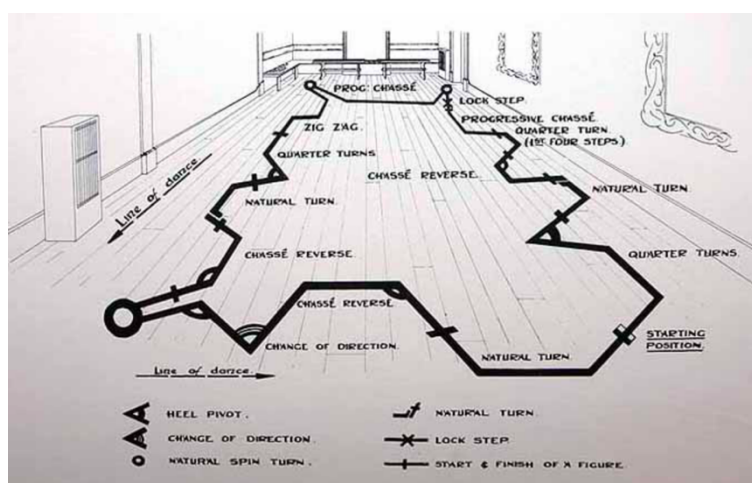 PROG: CHASSÉ
LOCK STEP
PROGRESSIVE CHASSÉ.
QUARTER TURN.
(1ST FOUR STEPS).
ZIG ZAG.
QUARTER TURNS
CHASSÉ REVERSE.
NATURAL TURN.
NATURAL TURN.
Line of dance.
CHASSÉ REVERSE.
QUARTER TURNS.
CHASSÉ REVERSE
STARTING
POSITION.
CHANGE OF DIRECTION.
NATURAL TURN.
Line of dance.
HEEL PIVOT.
NATURAL TURN.
CHANGE OF DIRECTION.
LOCK STEP.
NATURAL SPIN TURN.
START & FINISH OF A FIGURE.